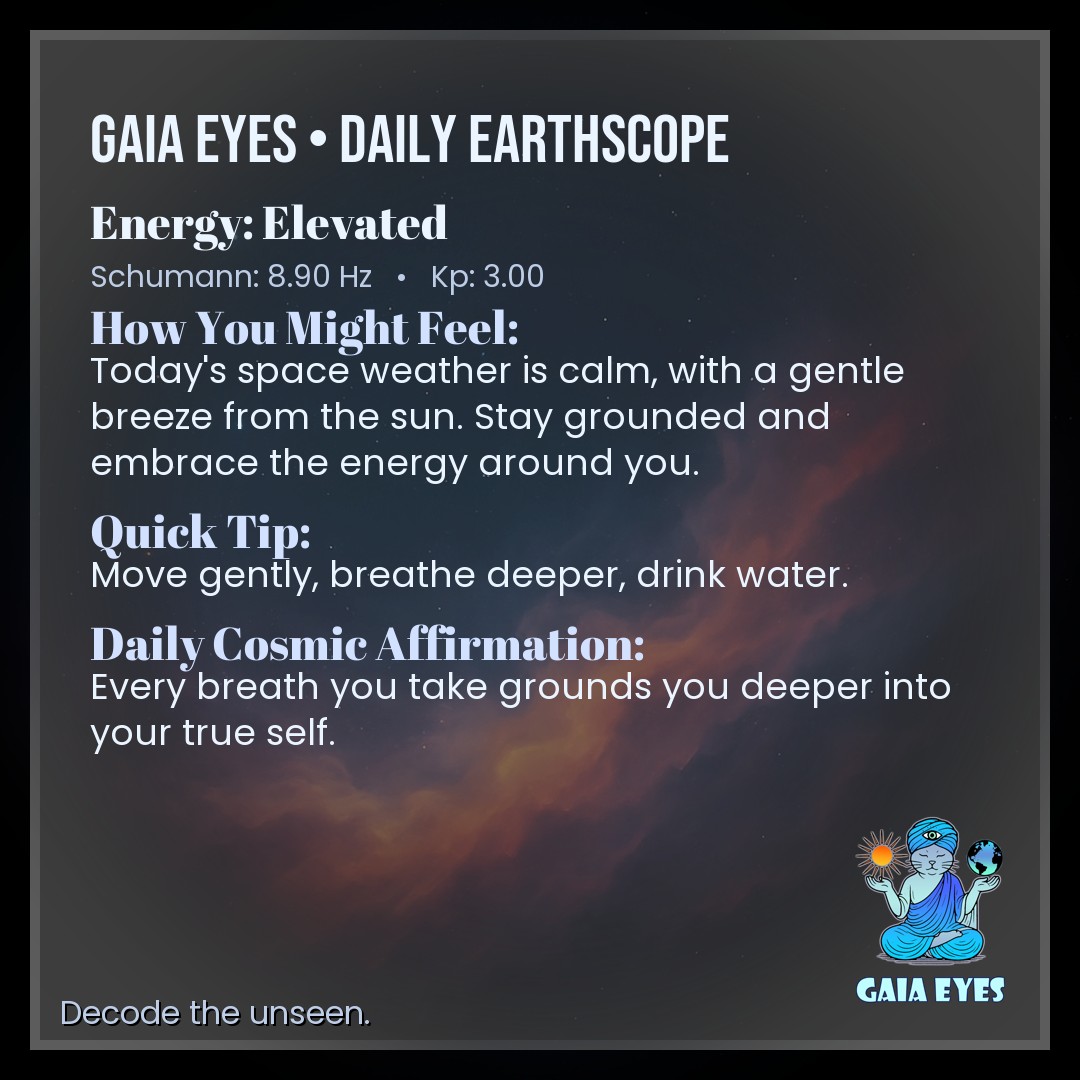 GAIA EYES • DAILY EARTHSCOPE
Energy: Elevated
Schumann: 8.90 Hz • Kp: 3.00
How You Might Feel:
Today's space weather is calm, with a gentle
breeze from the sun. Stay grounded and
embrace the energy around you.
Quick Tip:
Move gently, breathe deeper, drink water.
Daily Cosmic Affirmation:
Every breath you take grounds you deeper into
your true self.
GAIA EYES
Decode the unseen.